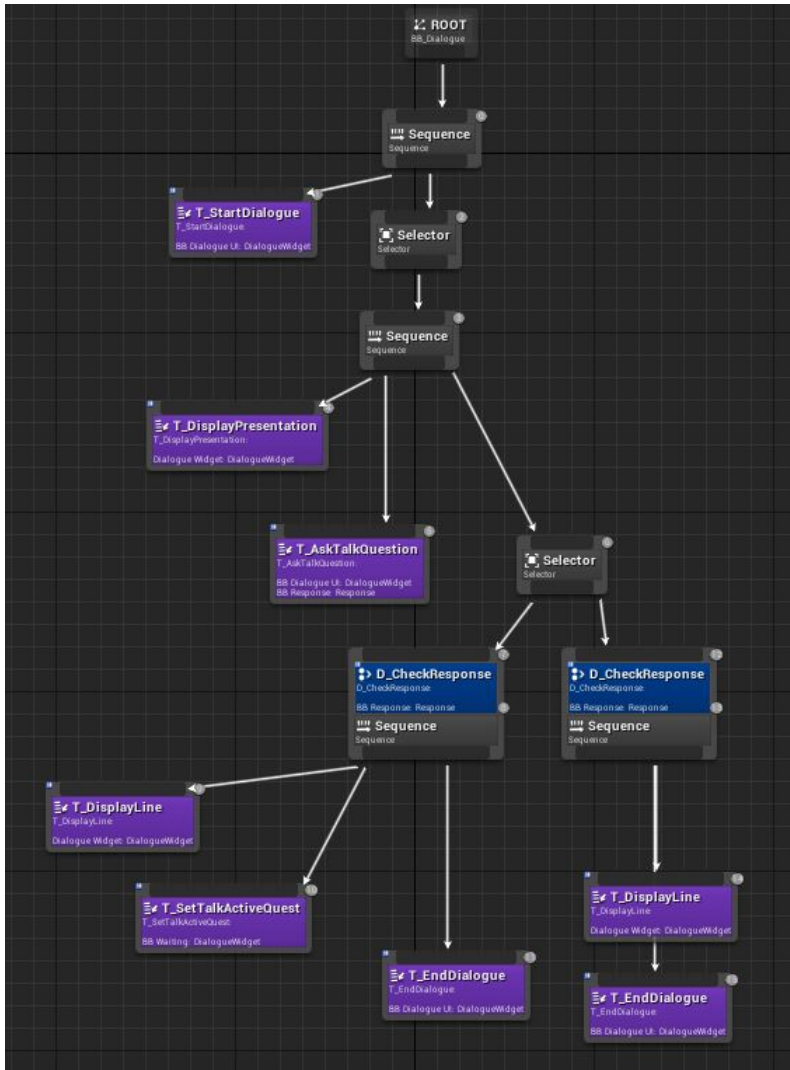 ROOT
BB_Dialogue
Sequence
Sequence
T_StartDialogue
T_StartDialogue:
BB Dialogue UI: DialogueWidget
Selector
Selector
Sequence
Sequence
T_DisplayPresentation
T_DisplayPresentation:
Dialogue Widget: DialogueWidget
T_AskTalkQuestion
T_AskTalkQuestion:
BB Dialogue UI: DialogueWidget
BB Response: Response
Selector
Selector
D_CheckResponse
D_CheckResponse:
BB Response: Response
Sequence
Sequence
D_CheckResponse
D_CheckResponse:
BB Response: Response
Sequence
Sequence
T_DisplayLine
T_DisplayLine:
Dialogue Widget: DialogueWidget
T_SetTalkActiveQuest
T_SetTalkActiveQuest:
BB Waiting: DialogueWidget
T_EndDialogue
T_EndDialogue:
BB Dialogue UI: DialogueWidget
T_DisplayLine
T_DisplayLine:
Dialogue Widget: DialogueWidget
T_EndDialogue
T_EndDialogue:
BB Dialogue UI: DialogueWidget